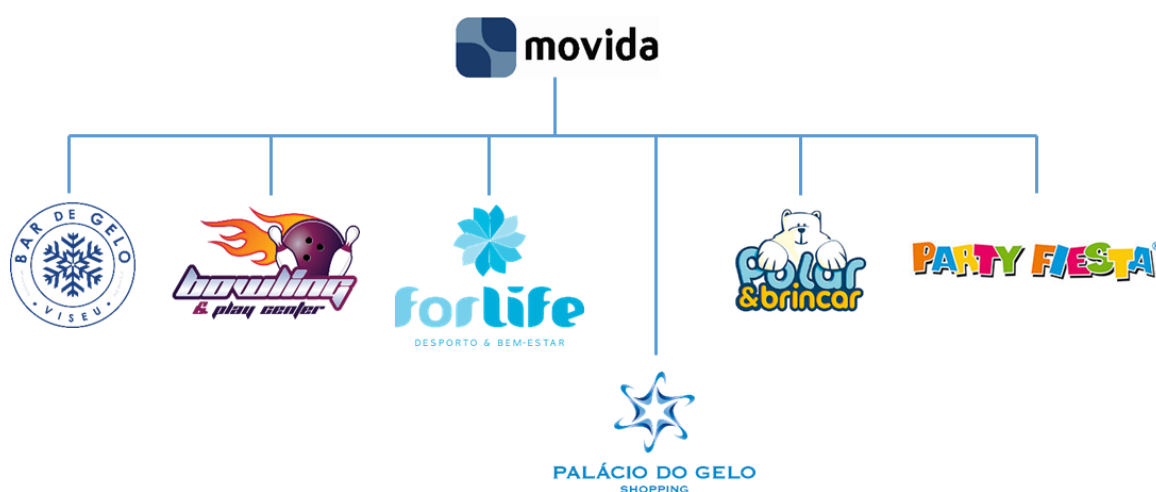 movida
BAR DE GELO
• VISEU •
bowling
& play center
forlife
DESPORTO & BEM-ESTAR
Polar
&brincar
PARTY FIESTA®
PALÁCIO DO GELO
SHOPPING